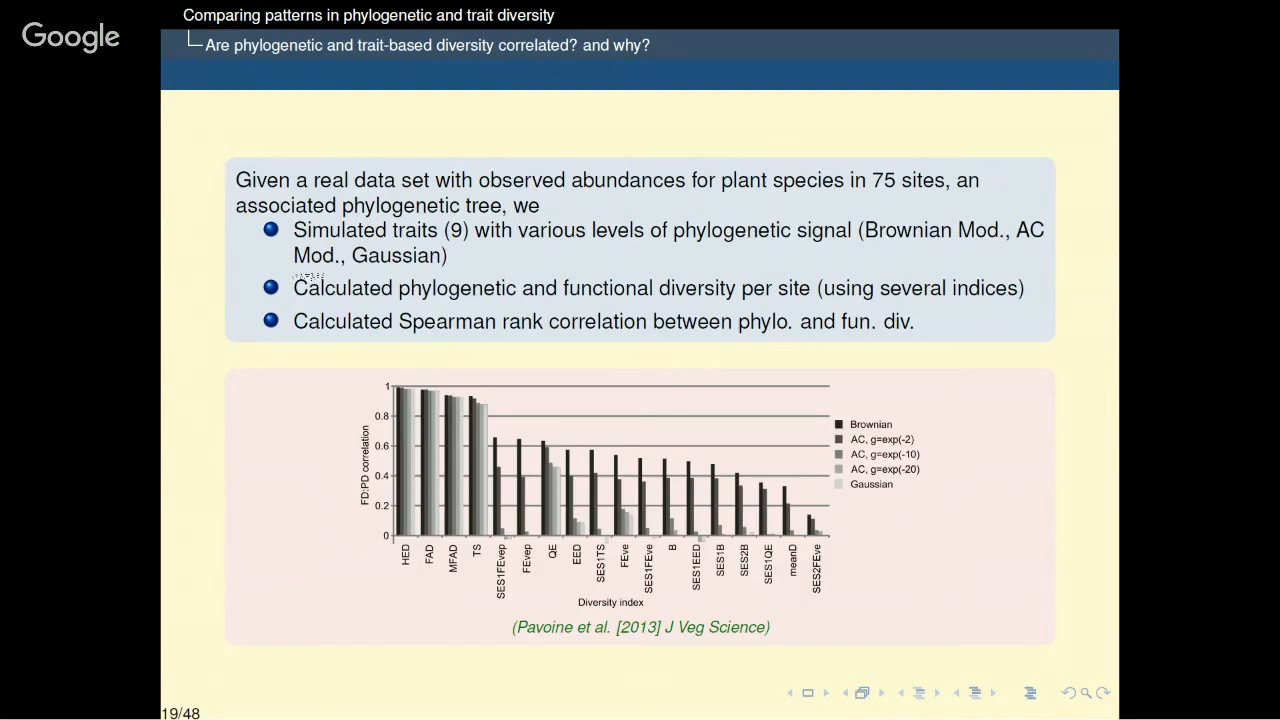 Google
Comparing patterns in phylogenetic and trait diversity
Are phylogenetic and trait-based diversity correlated? and why?
Given a real data set with observed abundances for plant species in 75 sites, an
associated phylogenetic tree, we
Simulated traits (9) with various levels of phylogenetic signal (Brownian Mod., AC
Mod., Gaussian)
Calculated phylogenetic and functional diversity per site (using several indices)
Calculated Spearman rank correlation between phylo. and fun. div.
FD:PD correlation
1
0.8
0.6
0.4
0.2
0
HED
FAD
MFAD
TS
SES1FEvep
FEvep
QE
EED
SES1TS
FEve
SES1FEve
B
SES1EED
SES1B
SES2B
SES1QE
meanD
SES2FEve
Diversity index
Brownian
AC, g=exp(-2)
AC, g=exp(-10)
AC, g=exp(-20)
Gaussian
(Pavoine et al. [2013] J Veg Science)
19/48